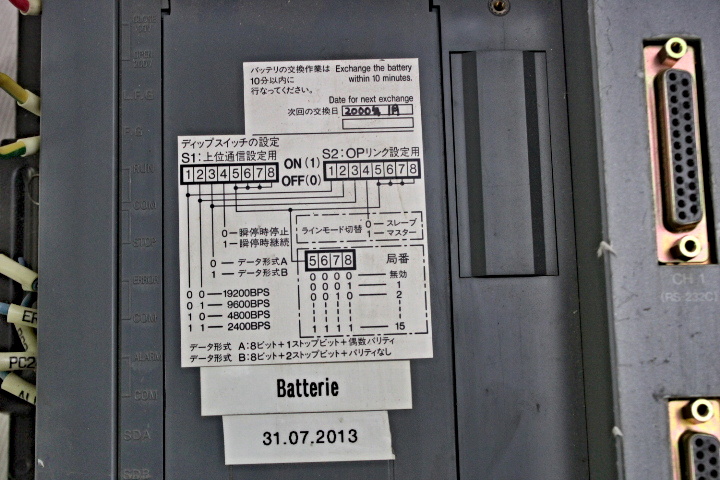 バッテリの交換作業は Exchange the battery
10分以内に within 10 minutes.
行なってください。
Date for next exchange
次回の交換日 2000年 1月
ディップスイッチの設定
S1:上位通信設定用 ON(1) S2:OPリンク設定用
1 2 3 4 5 6 7 8 OFF(0) 1 2 3 4 5 6 7 8
0─瞬停時停止
1─瞬停時継続
ラインモード切替
0─スレーブ
1─マスター
0─データ形式A
1─データ形式B
5 6 7 8 局番
0 0 0 0 ─ 無効
0 0 0 1 ─ 1
0 0 1 0 ─ 2
1 1 1 1 ─ 15
0 0─19200BPS
0 1─9600BPS
1 0─4800BPS
1 1─2400BPS
データ形式 A:8ビット+1ストップビット+偶数パリティ
データ形式 B:8ビット+2ストップビット+パリティなし
Batterie
31.07.2013
RUN
COM
STOP
ERROR
COM
ALARM
COM
SDA
SDB
ER
PC2
CH 1
(RS 232C)